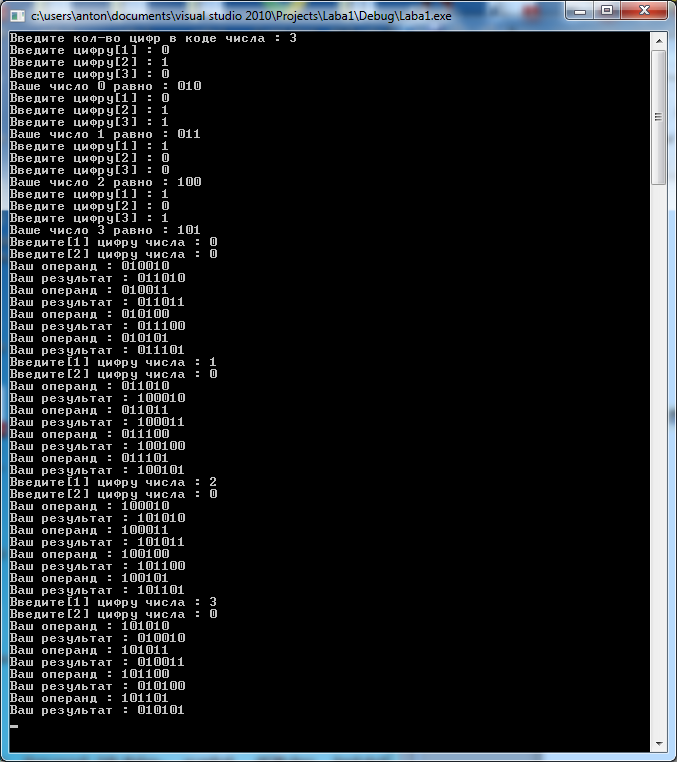 c:\users\anton\documents\visual studio 2010\Projects\Laba1\Debug\Laba1.exe
Введите кол-во цифр в коде числа : 3
Введите цифру[1] : 0
Введите цифру[2] : 1
Введите цифру[3] : 0
Ваше число 0 равно : 010
Введите цифру[1] : 0
Введите цифру[2] : 1
Введите цифру[3] : 1
Ваше число 1 равно : 011
Введите цифру[1] : 1
Введите цифру[2] : 0
Введите цифру[3] : 0
Ваше число 2 равно : 100
Введите цифру[1] : 1
Введите цифру[2] : 0
Введите цифру[3] : 1
Ваше число 3 равно : 101
Введите[1] цифру числа : 0
Введите[2] цифру числа : 0
Ваш операнд : 010010
Ваш результат : 011010
Ваш операнд : 010011
Ваш результат : 011011
Ваш операнд : 010100
Ваш результат : 011100
Ваш операнд : 010101
Ваш результат : 011101
Введите[1] цифру числа : 1
Введите[2] цифру числа : 0
Ваш операнд : 011010
Ваш результат : 100010
Ваш операнд : 011011
Ваш результат : 100011
Ваш операнд : 011100
Ваш результат : 100100
Ваш операнд : 011101
Ваш результат : 100101
Введите[1] цифру числа : 2
Введите[2] цифру числа : 0
Ваш операнд : 100010
Ваш результат : 101010
Ваш операнд : 100011
Ваш результат : 101011
Ваш операнд : 100100
Ваш результат : 101100
Ваш операнд : 100101
Ваш результат : 101101
Введите[1] цифру числа : 3
Введите[2] цифру числа : 0
Ваш операнд : 101010
Ваш результат : 010010
Ваш операнд : 101011
Ваш результат : 010011
Ваш операнд : 101100
Ваш результат : 010100
Ваш операнд : 101101
Ваш результат : 010101